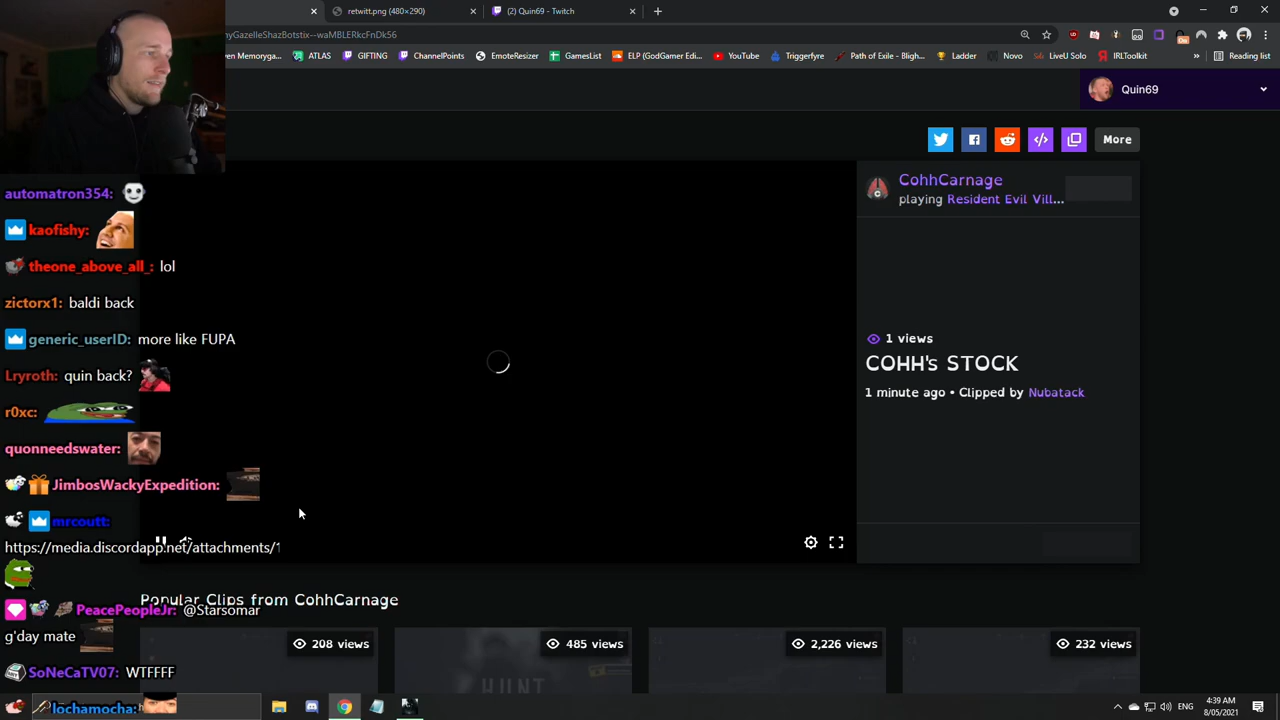 retwitt.png (480×290)
(2) Quin69 - Twitch
nyGazelleShazBotstix--waMBLERkcFnDk56
en Memoryga...
ATLAS
GIFTING
ChannelPoints
EmoteResizer
GamesList
ELP (GodGamer Edi...
YouTube
Triggerfyre
Path of Exile - Bligh...
Ladder
Novo
LiveU Solo
IRLToolkit
Reading list
Quin69
More
CohhCarnage
playing Resident Evil Vill...
automatron354:
kaofishy:
theone_above_all_: lol
zictorx1: baldi back
generic_userID: more like FUPA
1 views
COHH's STOCK
Lryroth: quin back?
1 minute ago • Clipped by Nubatack
r0xc:
quonneedswater:
JimbosWackyExpedition:
mrcoutt:
https://media.discordapp.net/attachments/1
Popular Clips from CohhCarnage
PeacePeopleJr: @Starsomar
g'day mate
208 views
485 views
2,226 views
232 views
SoNeCaTV07: WTFFFF
HUNT
lochamocha:
ENG
4:39 AM
8/05/2021